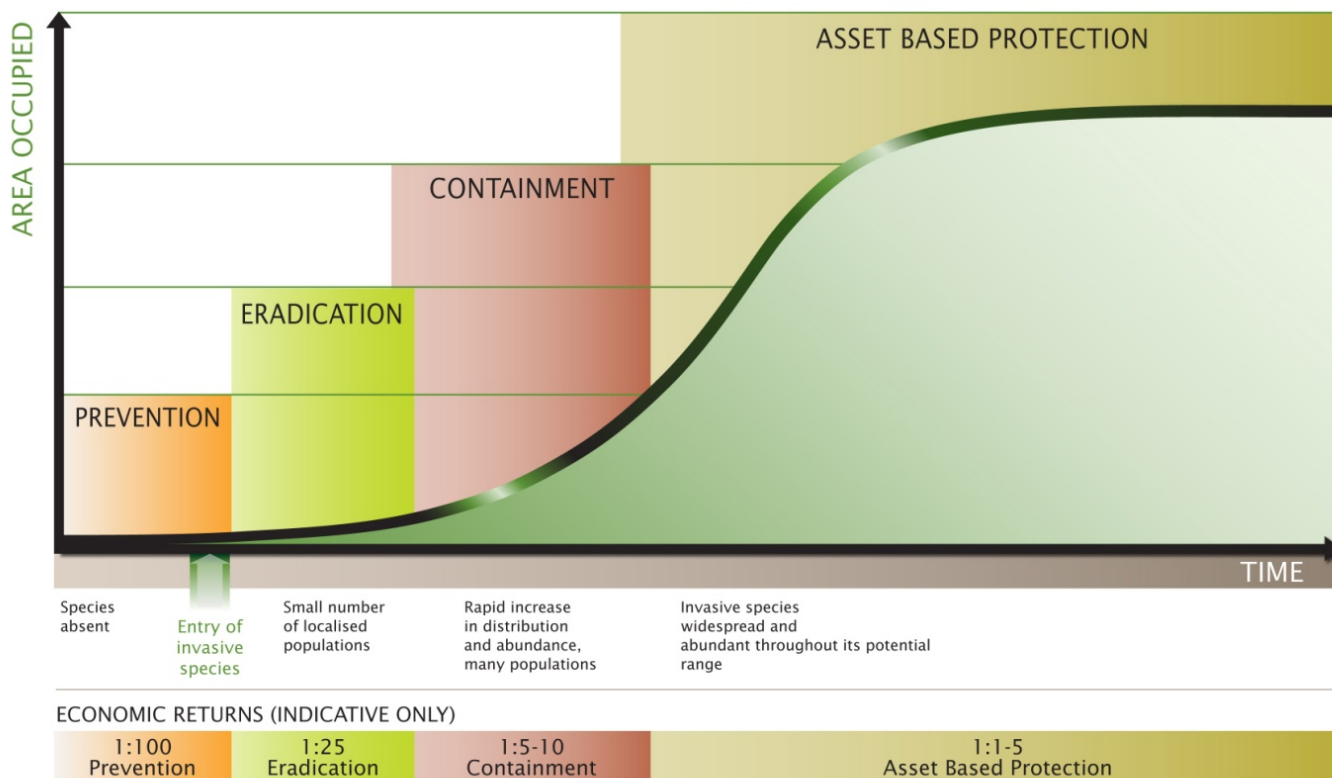 AREA OCCUPIED
ASSET BASED PROTECTION
CONTAINMENT
ERADICATION
PREVENTION
TIME
Species
absent
Entry of
invasive
species
Small number
of localised
populations
Rapid increase
in distribution
and abundance,
many populations
Invasive species
widespread and
abundant throughout its potential
range
ECONOMIC RETURNS (INDICATIVE ONLY)
1:100
Prevention
1:25
Eradication
1:5-10
Containment
1:1-5
Asset Based Protection